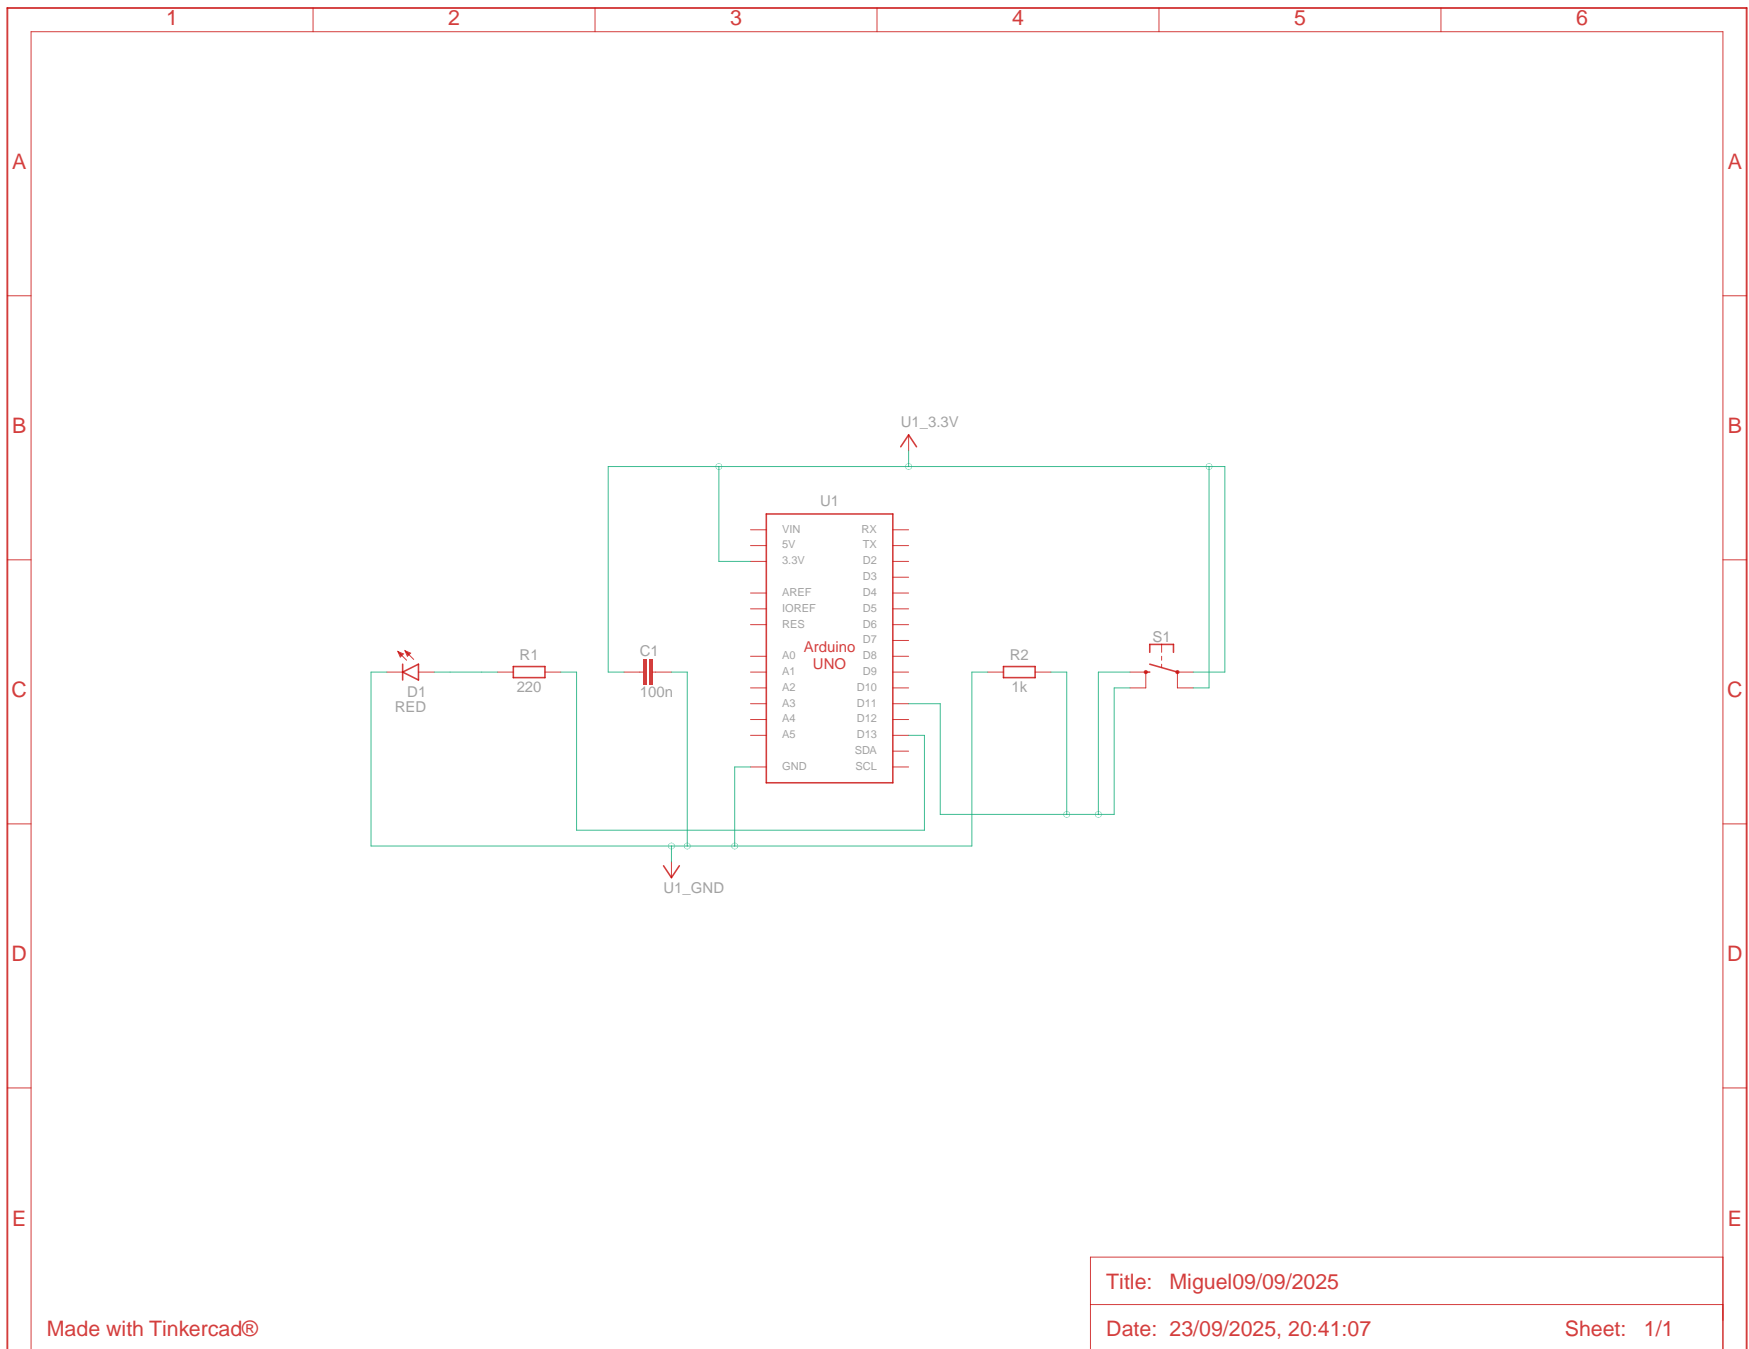 1 2 3 4 5 6
A A
B B
U1_3.3V
U1
VIN RX
5V TX
3.3V D2
D3
AREF D4
IOREF D5
RES D6
D7
Arduino
UNO
A0 D8
A1 D9
A2 D10
A3 D11
A4 D12
A5 D13
SDA
GND SCL
C C
D1
RED
R1
220
C1
100n
R2
1k
S1
U1_GND
D D
E E
Title: Miguel09/09/2025
Made with Tinkercad®
Date: 23/09/2025, 20:41:07 Sheet: 1/1